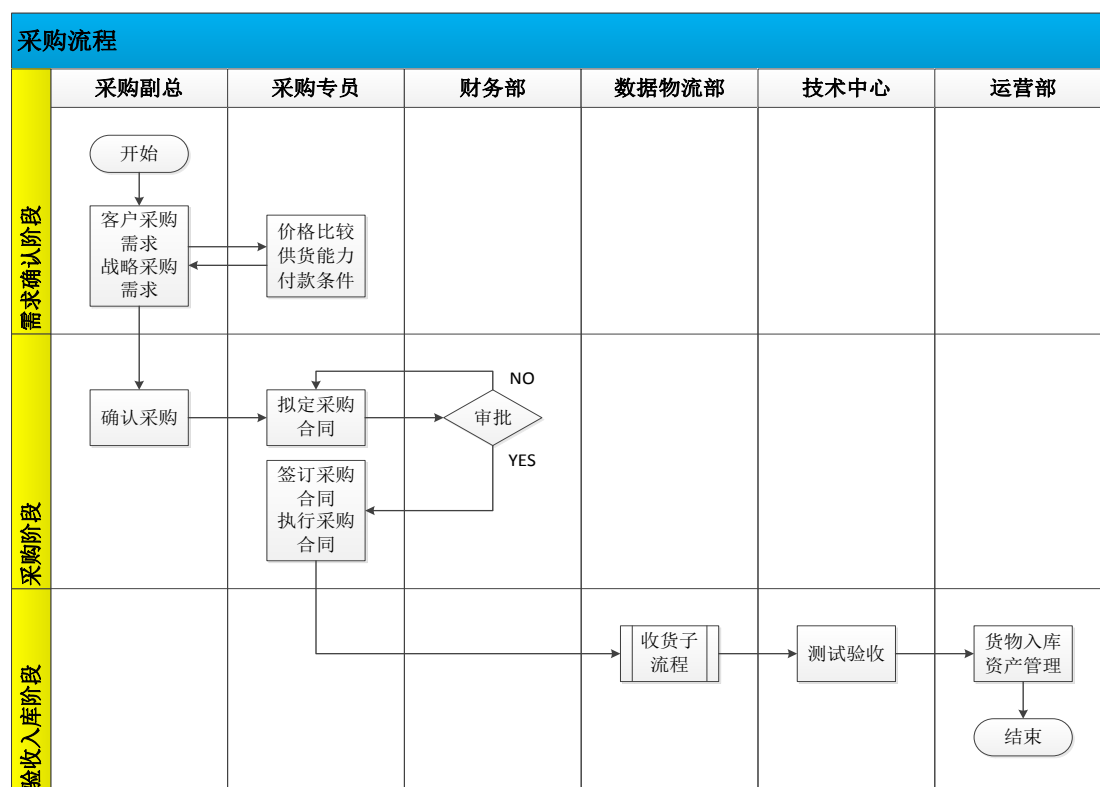 采购流程
采购副总
采购专员
财务部
数据物流部
技术中心
运营部
需求确认阶段
开始
客户采购
需求
战略采购
需求
价格比较
供货能力
付款条件
采购阶段
确认采购
拟定采购
合同
审批
NO
YES
签订采购
合同
执行采购
合同
验收入库阶段
收货子
流程
测试验收
货物入库
资产管理
结束